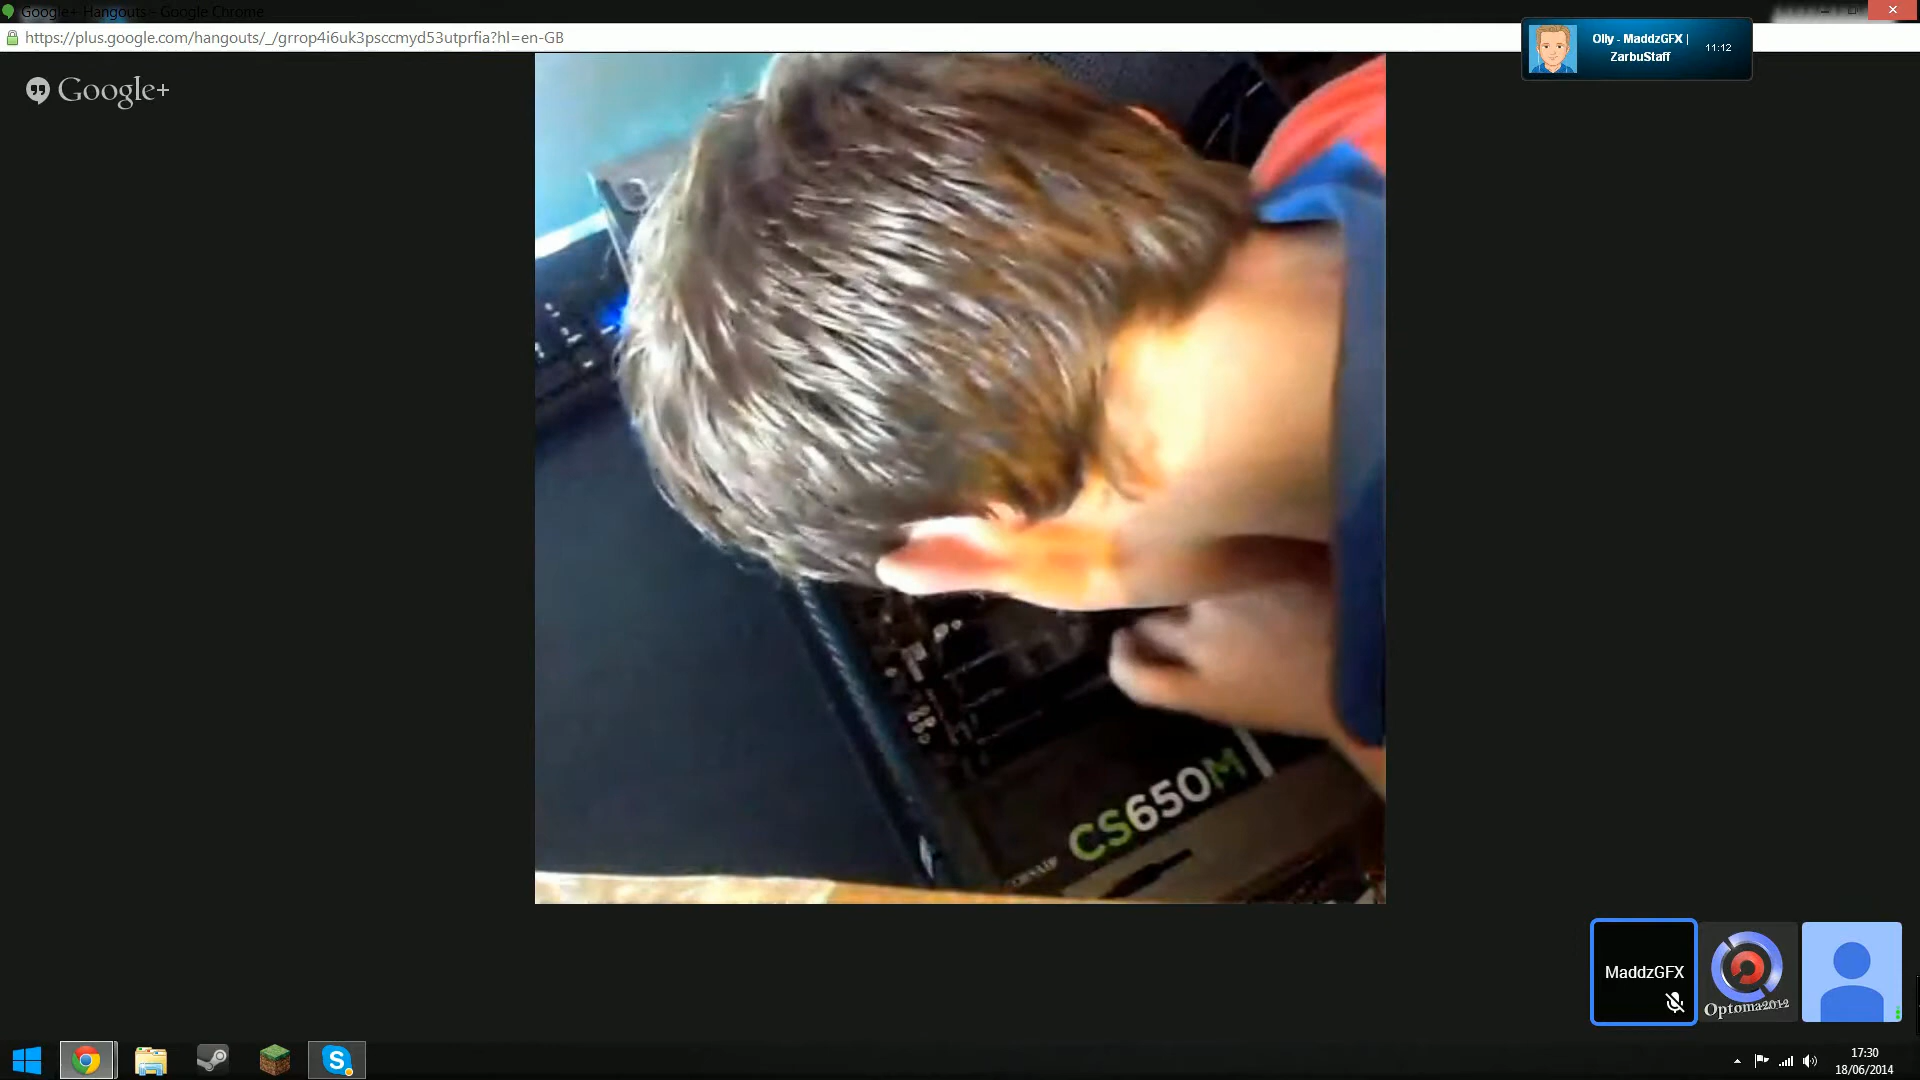 Google+ Hangouts - Google Chrome
https://plus.google.com/hangouts/_/grrop4i6uk3psccmyd53utprfia?hl=en-GB
Olly - MaddzGFX |
ZarbuStaff
11:12
Google+
CS650M
CORSAIR
MaddzGFX
Optoma2012
17:30
18/06/2014